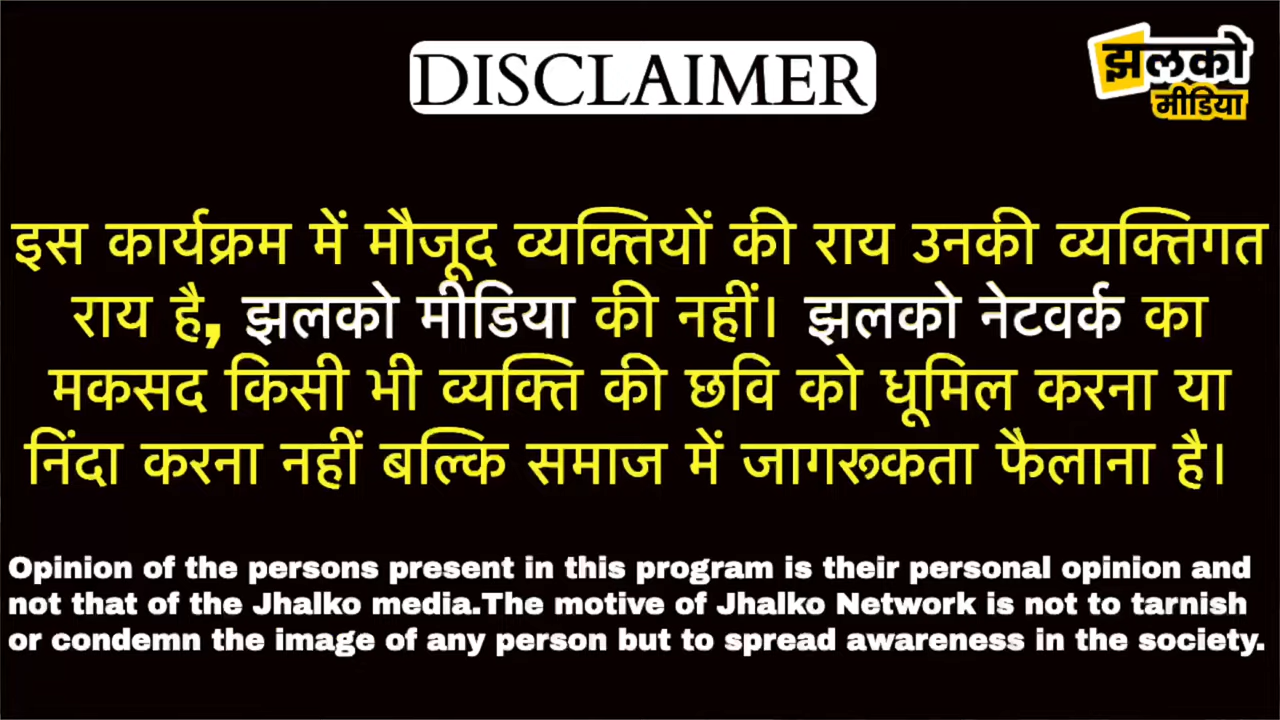 DISCLAIMER
झलको
मीडिया
इस कार्यक्रम में मौजूद व्यक्तियों की राय उनकी व्यक्तिगत
राय है, झलको मीडिया की नहीं। झलको नेटवर्क का
मकसद किसी भी व्यक्ति की छवि को धूमिल करना या
निंदा करना नहीं बल्कि समाज में जागरूकता फैलाना है।
Opinion of the persons present in this program is their personal opinion and
not that of the Jhalko media.The motive of Jhalko Network is not to tarnish
or condemn the image of any person but to spread awareness in the society.